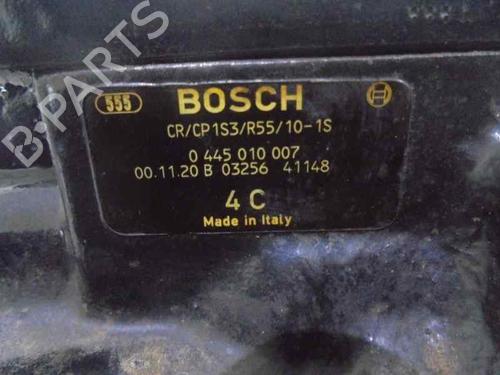 B-PARTS
555 BOSCH
CR/CP1S3/R55/10-1S
0 445 010 007
00.11.20 B 03256 41148
4 C
Made in Italy